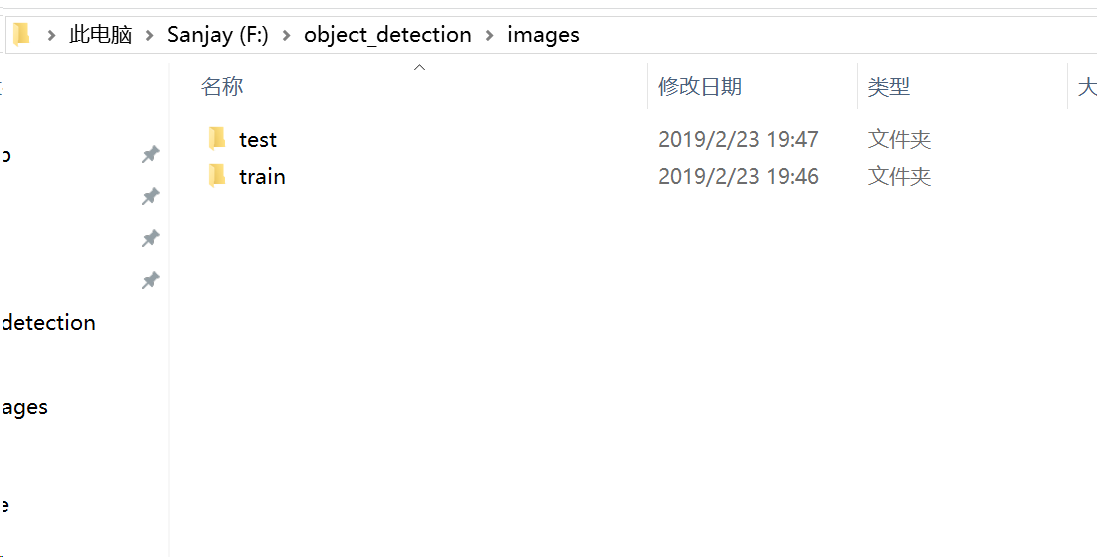 此电脑 > Sanjay (F:) > object_detection > images
名称 修改日期 类型 大
test 2019/2/23 19:47 文件夹
train 2019/2/23 19:46 文件夹
detection
ages
e